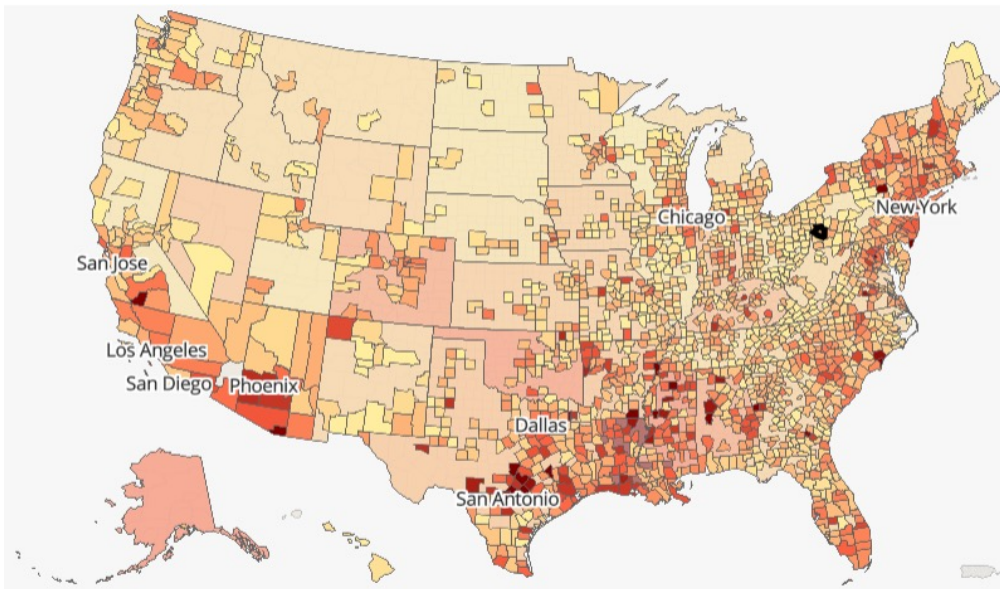 Chicago
New York
San Jose
Los Angeles
San Diego
Phoenix
Dallas
San Antonio